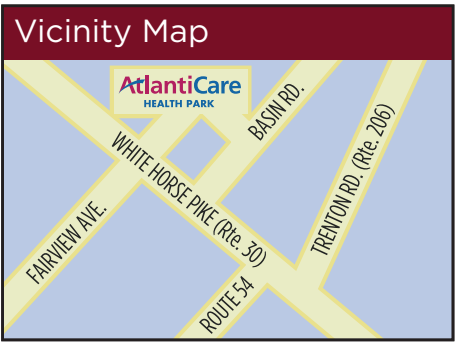 Vicinity Map
AtlantiCare
HEALTH PARK
BASIN RD.
TRENTON RD. (Rte. 206)
WHITE HORSE PIKE (Rte. 30)
FAIRVIEW AVE.
ROUTE 54